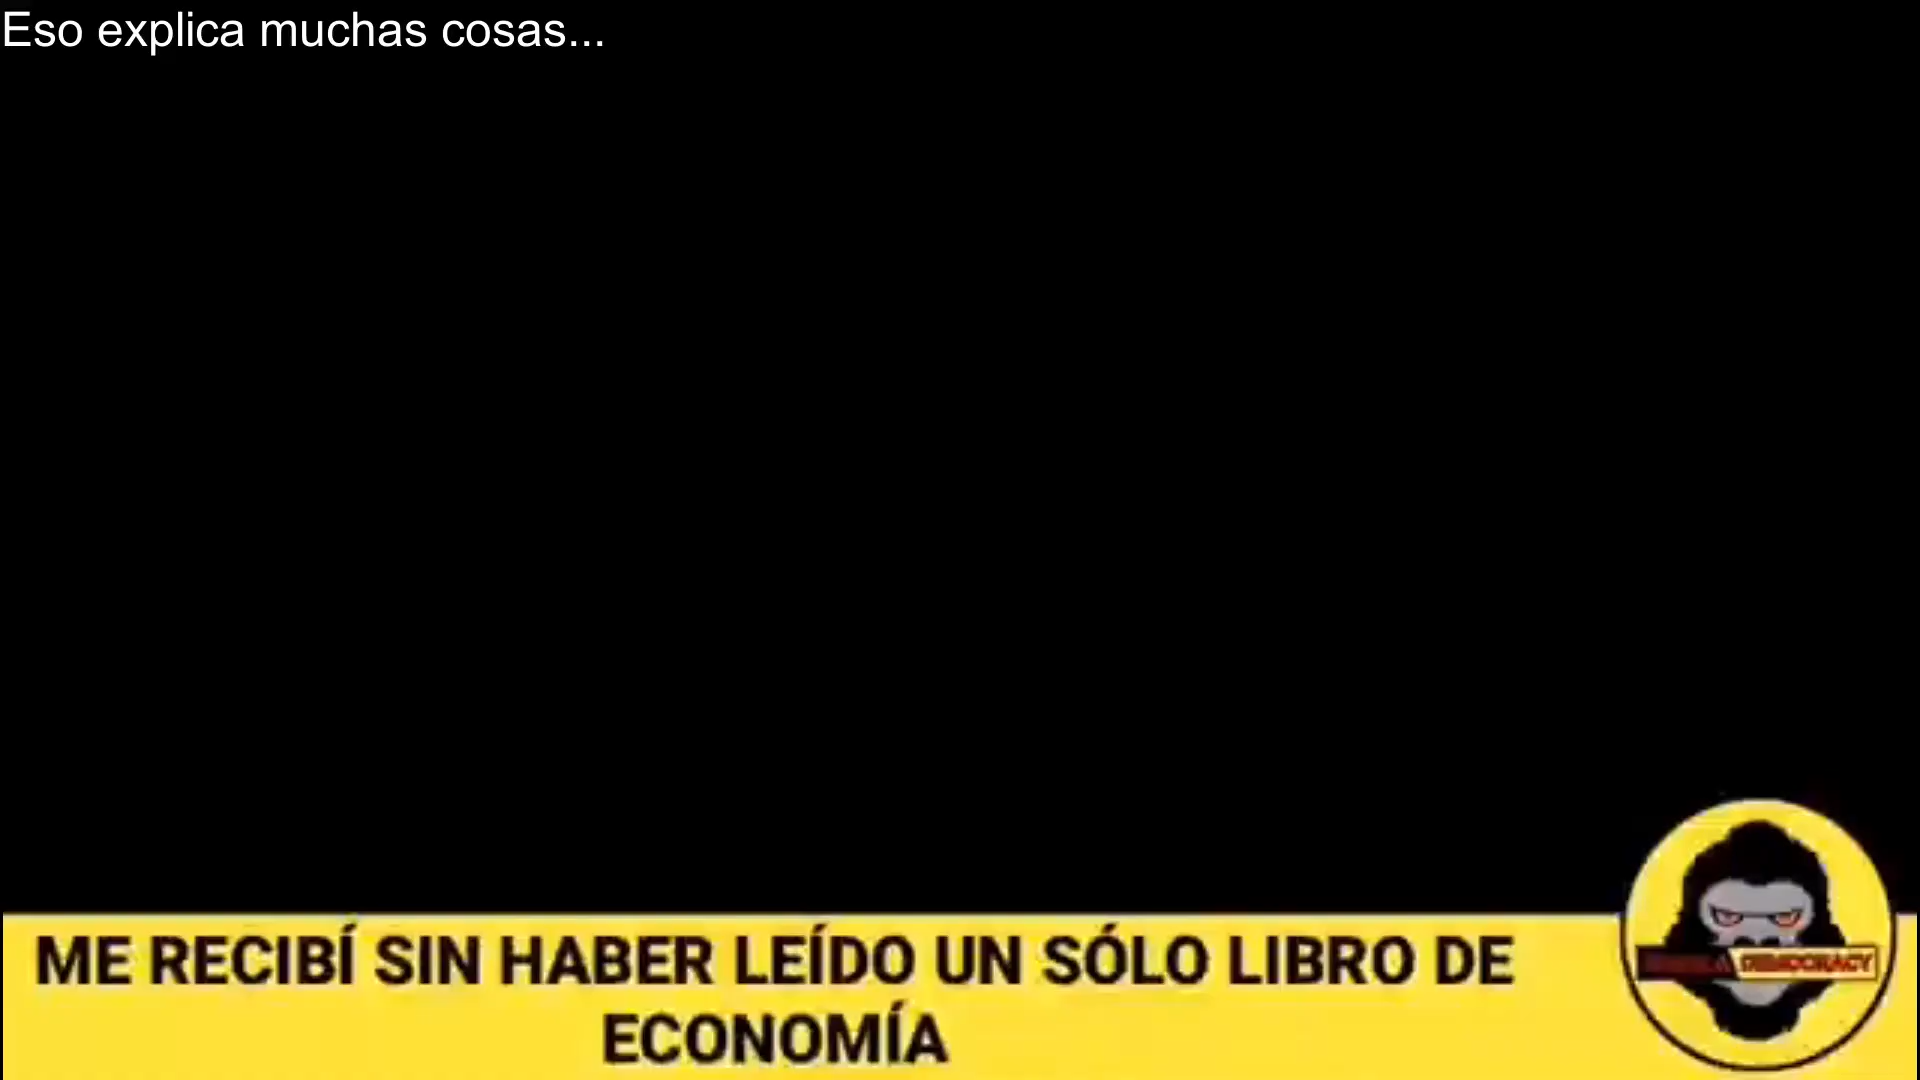 Eso explica muchas cosas...
ME RECIBÍ SIN HABER LEÍDO UN SÓLO LIBRO DE
ECONOMÍA
DEMOCRACY